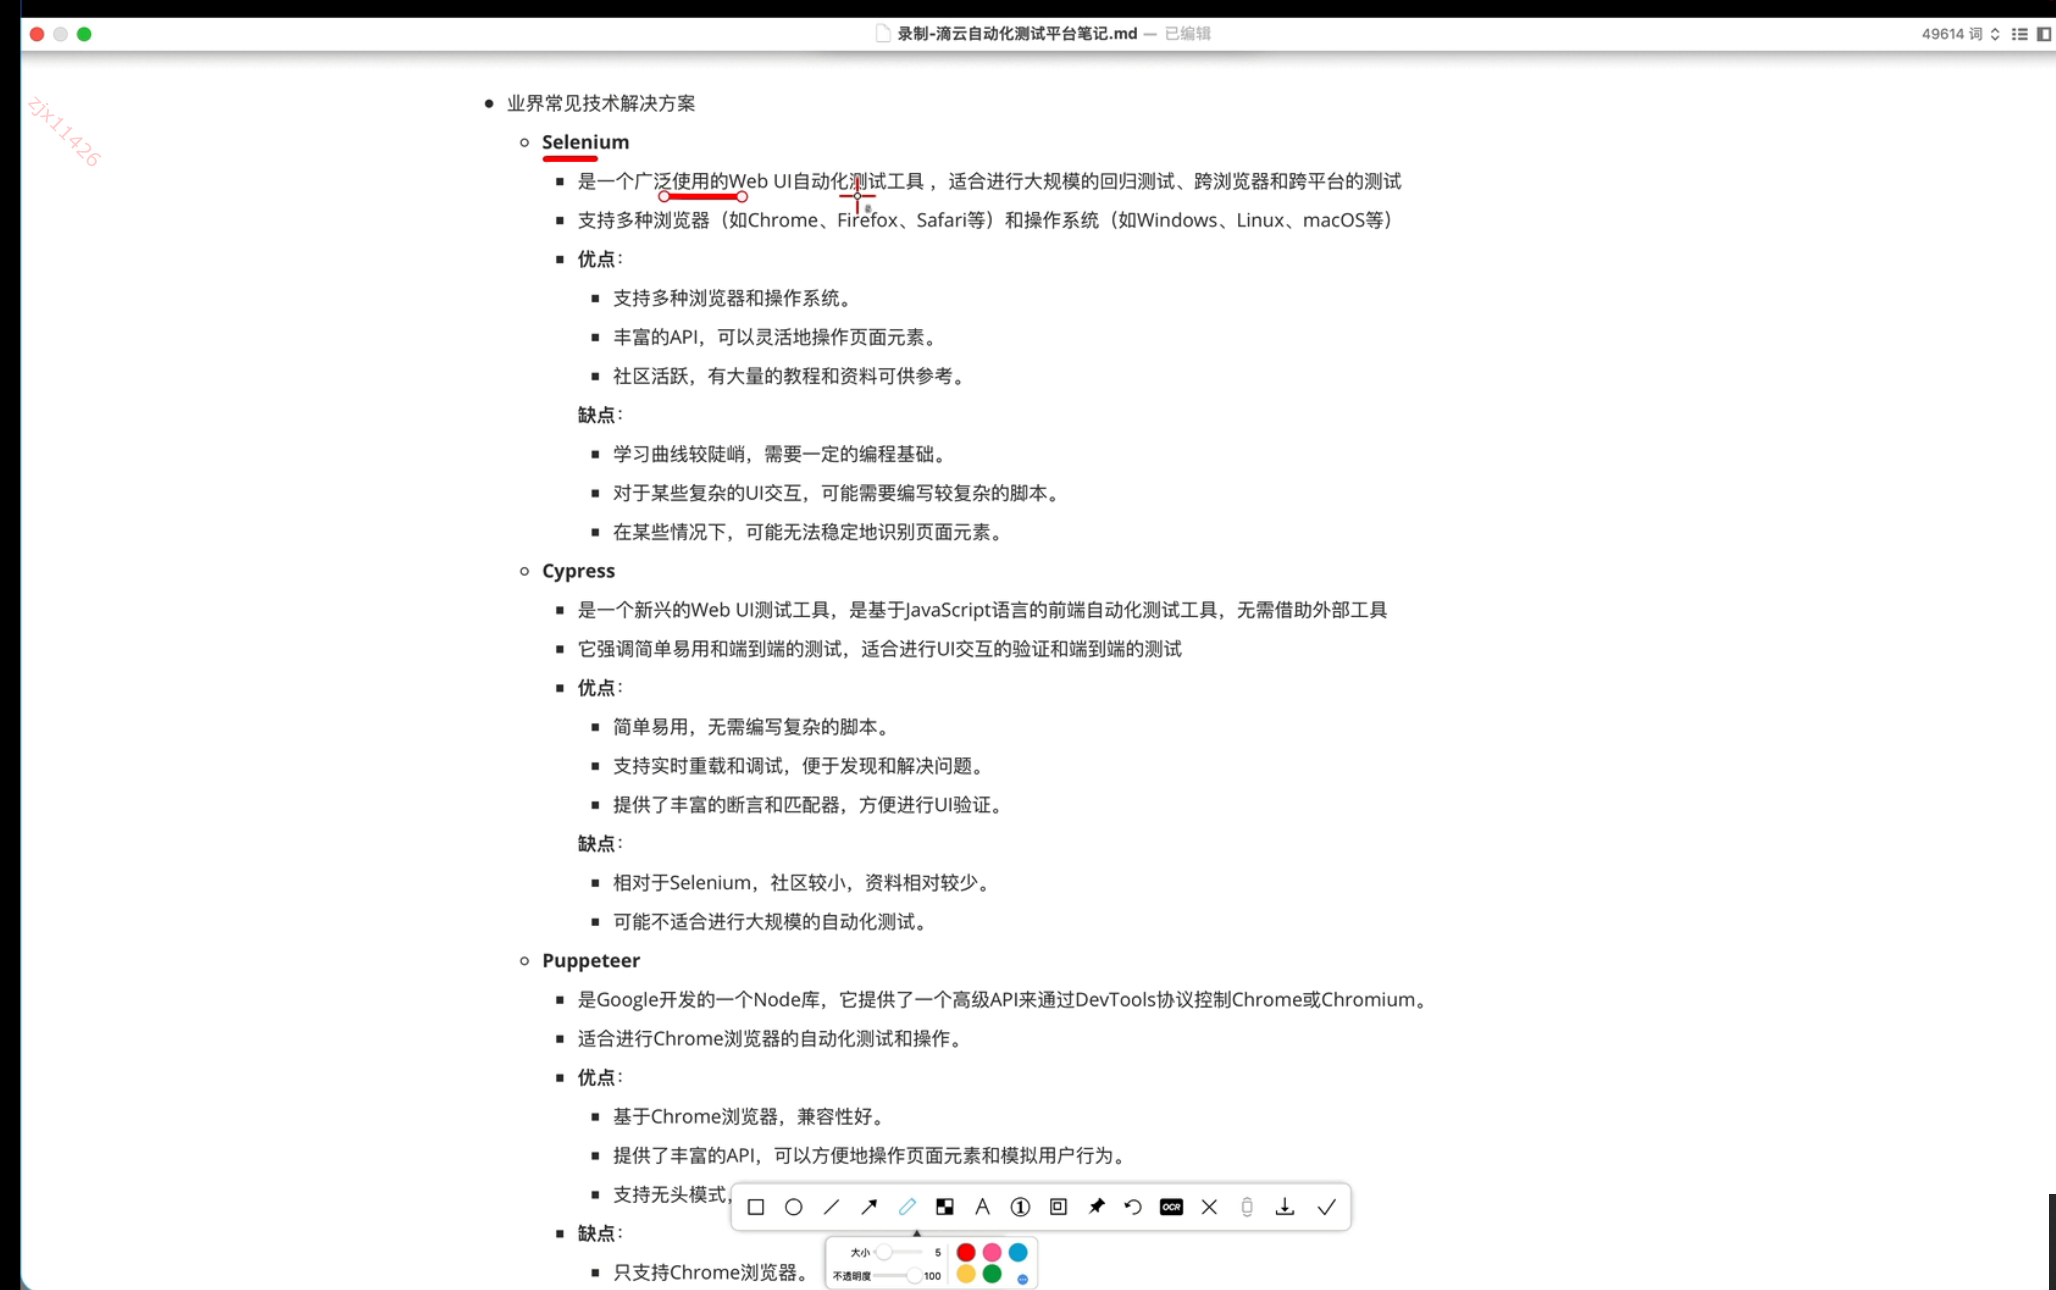 录制-滴云自动化测试平台笔记.md — 已编辑
49614 词
zjx11426
业界常见技术解决方案
Selenium
是一个广泛使用的Web UI自动化测试工具 ，适合进行大规模的回归测试、跨浏览器和跨平台的测试
支持多种浏览器（如Chrome、Firefox、Safari等）和操作系统（如Windows、Linux、macOS等）
优点：
支持多种浏览器和操作系统。
丰富的API，可以灵活地操作页面元素。
社区活跃，有大量的教程和资料可供参考。
缺点：
学习曲线较陡峭，需要一定的编程基础。
对于某些复杂的UI交互，可能需要编写较复杂的脚本。
在某些情况下，可能无法稳定地识别页面元素。
Cypress
是一个新兴的Web UI测试工具，是基于JavaScript语言的前端自动化测试工具，无需借助外部工具
它强调简单易用和端到端的测试，适合进行UI交互的验证和端到端的测试
优点：
简单易用，无需编写复杂的脚本。
支持实时重载和调试，便于发现和解决问题。
提供了丰富的断言和匹配器，方便进行UI验证。
缺点：
相对于Selenium，社区较小，资料相对较少。
可能不适合进行大规模的自动化测试。
Puppeteer
是Google开发的一个Node库，它提供了一个高级API来通过DevTools协议控制Chrome或Chromium。
适合进行Chrome浏览器的自动化测试和操作。
优点：
基于Chrome浏览器，兼容性好。
提供了丰富的API，可以方便地操作页面元素和模拟用户行为。
支持无头模式，
A ① OCR
缺点：
大小 5
只支持Chrome浏览器。
不透明度 100